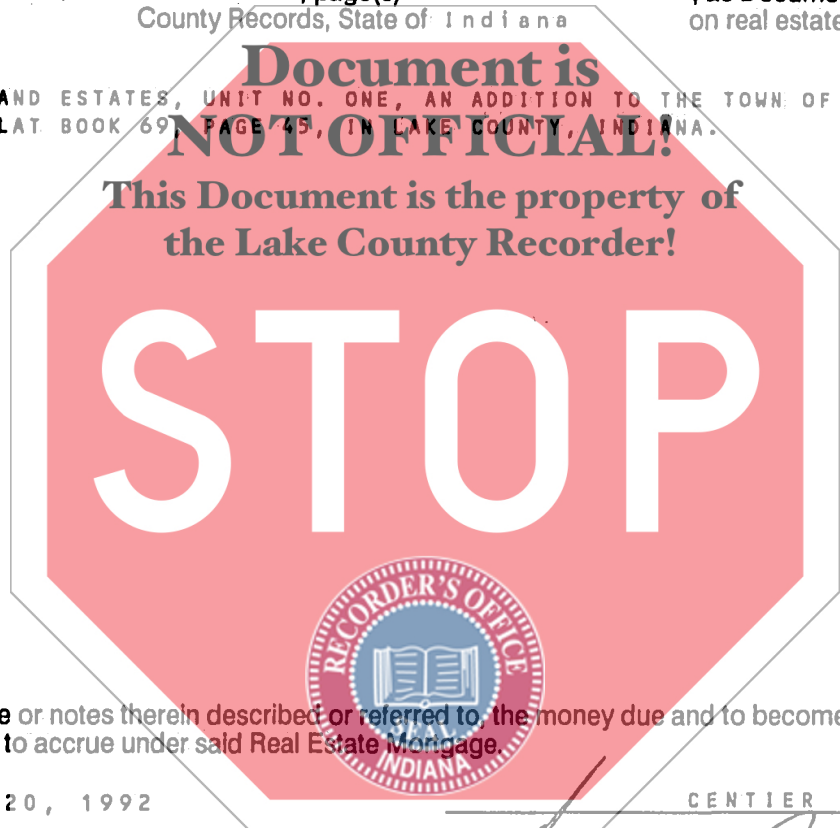 County Records, State of Indiana
on real estate
Document is
AND ESTATES, UNIT NO. ONE, AN ADDITION TO THE TOWN OF
LAT BOOK 69, PAGE 45, IN LAKE COUNTY, INDIANA.
NOT OFFICIAL!
This Document is the property of
the Lake County Recorder!
STOP
RECORDER'S OFFICE
SEAL
INDIANA
e or notes therein described or referred to, the money due and to become
to accrue under said Real Estate Mortgage.
20, 1992
CENTIER